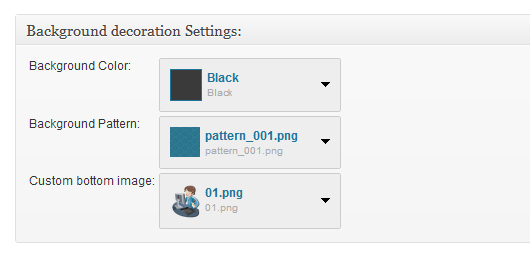 Background decoration Settings:
Background Color:
Black
Black
Background Pattern:
pattern_001.png
pattern_001.png
Custom bottom image:
01.png
01.png